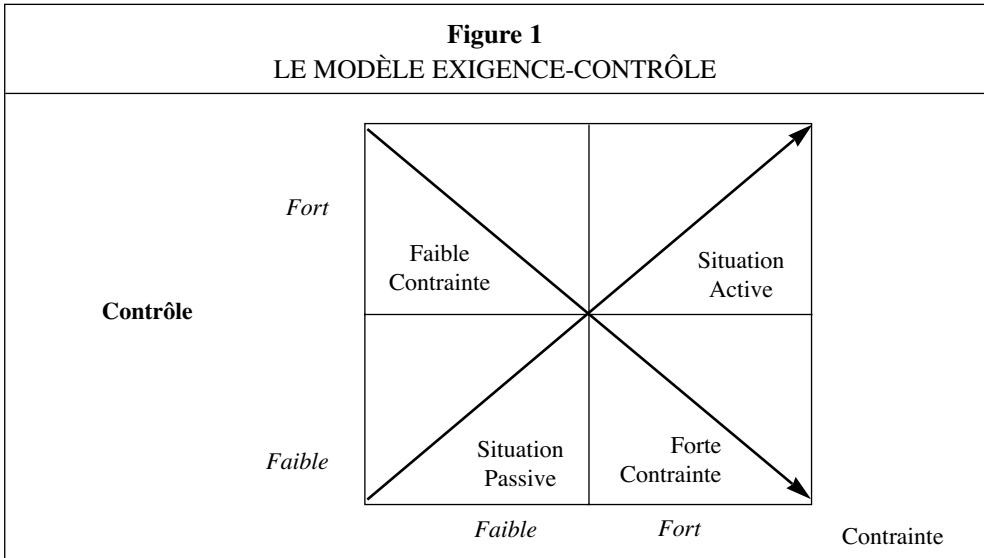 Figure 1
LE MODÈLE EXIGENCE-CONTRÔLE
Fort
Faible
Contrainte
Situation
Active
Contrôle
Situation
Passive
Forte
Contrainte
Faible
Faible
Fort
Contrainte